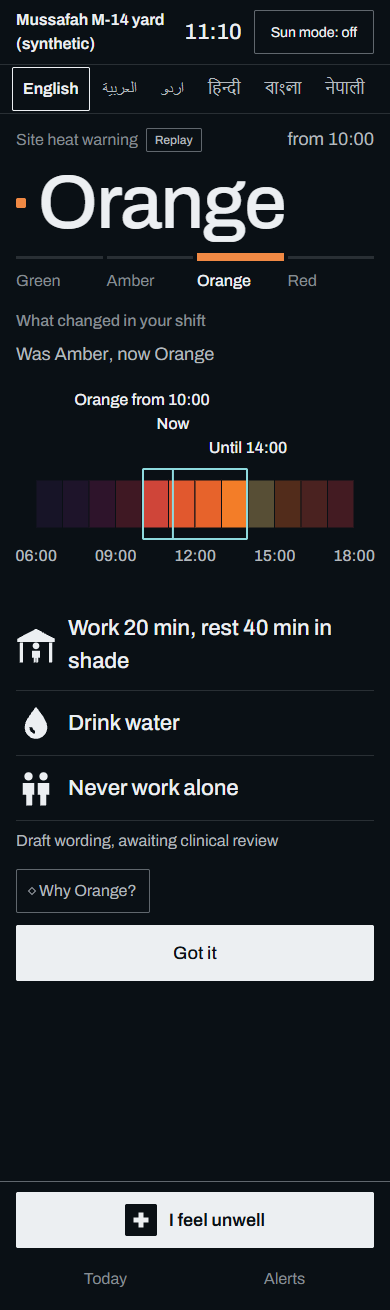 Mussafah M-14 yard
(synthetic)
11:10
Sun mode: off
English
العربية
اردو
हिन्दी
বাংলা
नेपाली
Site heat warning
Replay
from 10:00
Orange
Green
Amber
Orange
Red
What changed in your shift
Was Amber, now Orange
Orange from 10:00
Now
Until 14:00
06:00
09:00
12:00
15:00
18:00
Work 20 min, rest 40 min in
shade
Drink water
Never work alone
Draft wording, awaiting clinical review
Why Orange?
Got it
I feel unwell
Today
Alerts